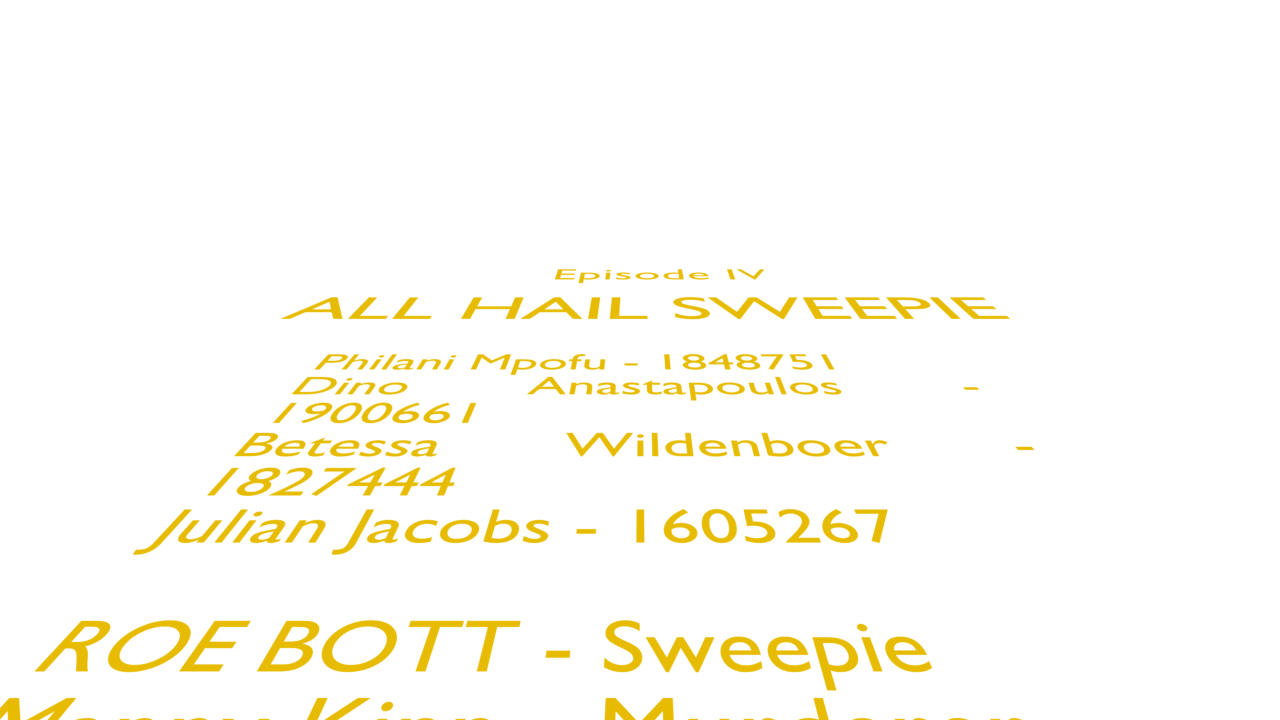 Episode IV
ALL HAIL SWEEPIE
Philani Mpofu - 1848751
Dino Anastapoulos -
1900661
Betessa Wildenboer -
1827444
Julian Jacobs - 1605267
ROE BOTT - Sweepie